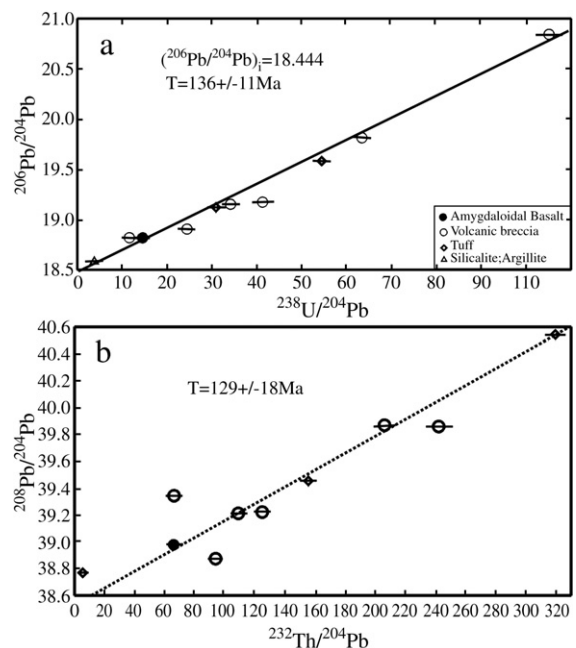 a
(206Pb/204Pb)i=18.444
T=136+/-11Ma
21.0
20.5
20.0
19.5
19.0
18.5
206Pb/204Pb
Amygdaloidal Basalt
Volcanic breccia
Tuff
Silicalite;Argillite
0 10 20 30 40 50 60 70 80 90 100 110
238U/204Pb
b
T=129+/-18Ma
40.6
40.4
40.2
40.0
39.8
39.6
39.4
39.2
39.0
38.8
38.6
208Pb/204Pb
0 20 40 60 80 100 120 140 160 180 200 220 240 260 280 300 320
232Th/204Pb